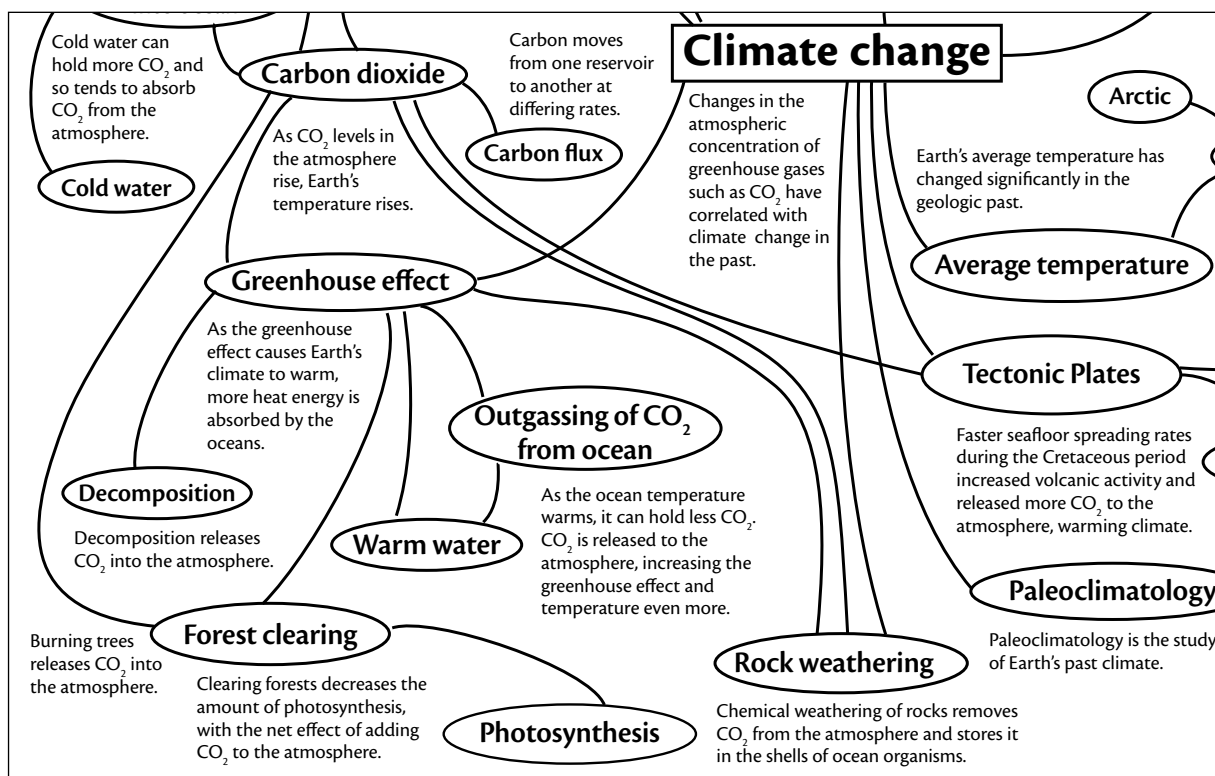 Cold water can
hold more CO₂ and
so tends to absorb
CO₂ from the
atmosphere.
Cold water
Carbon dioxide
As CO₂ levels in
the atmosphere
rise, Earth's
temperature rises.
Carbon moves
from one reservoir
to another at
differing rates.
Carbon flux
Climate change
Changes in the
atmospheric
concentration of
greenhouse gases
such as CO₂ have
correlated with
climate change in
the past.
Arctic
Earth's average temperature has
changed significantly in the
geologic past.
Average temperature
Greenhouse effect
As the greenhouse
effect causes Earth's
climate to warm,
more heat energy is
absorbed by the
oceans.
Tectonic Plates
Faster seafloor spreading rates
during the Cretaceous period
increased volcanic activity and
released more CO₂ to the
atmosphere, warming climate.
Outgassing of CO₂
from ocean
As the ocean temperature
warms, it can hold less CO₂.
CO₂ is released to the
atmosphere, increasing the
greenhouse effect and
temperature even more.
Decomposition
Decomposition releases
CO₂ into the atmosphere.
Warm water
Paleoclimatology
Paleoclimatology is the study
of Earth's past climate.
Forest clearing
Burning trees
releases CO₂ into
the atmosphere.
Clearing forests decreases the
amount of photosynthesis,
with the net effect of adding
CO₂ to the atmosphere.
Photosynthesis
Rock weathering
Chemical weathering of rocks removes
CO₂ from the atmosphere and stores it
in the shells of ocean organisms.